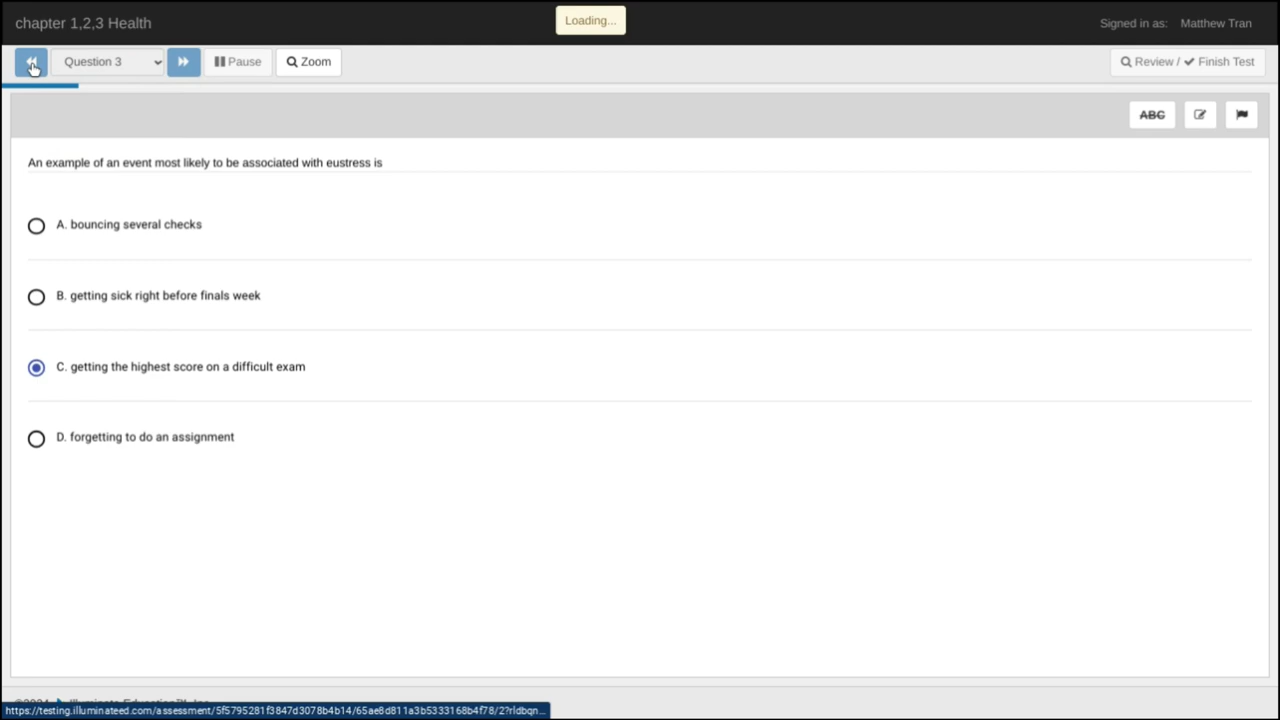 chapter 1,2,3 Health
Loading...
Signed in as: Matthew Tran
Question 3
Pause
Zoom
Review / Finish Test
ABC
An example of an event most likely to be associated with eustress is
A. bouncing several checks
B. getting sick right before finals week
C. getting the highest score on a difficult exam
D. forgetting to do an assignment
https://testing.illuminateed.com/assessment/5f5795281f3847d3078b4b14/65ae8d811a3b5333168b4f78/2?rldbqn...